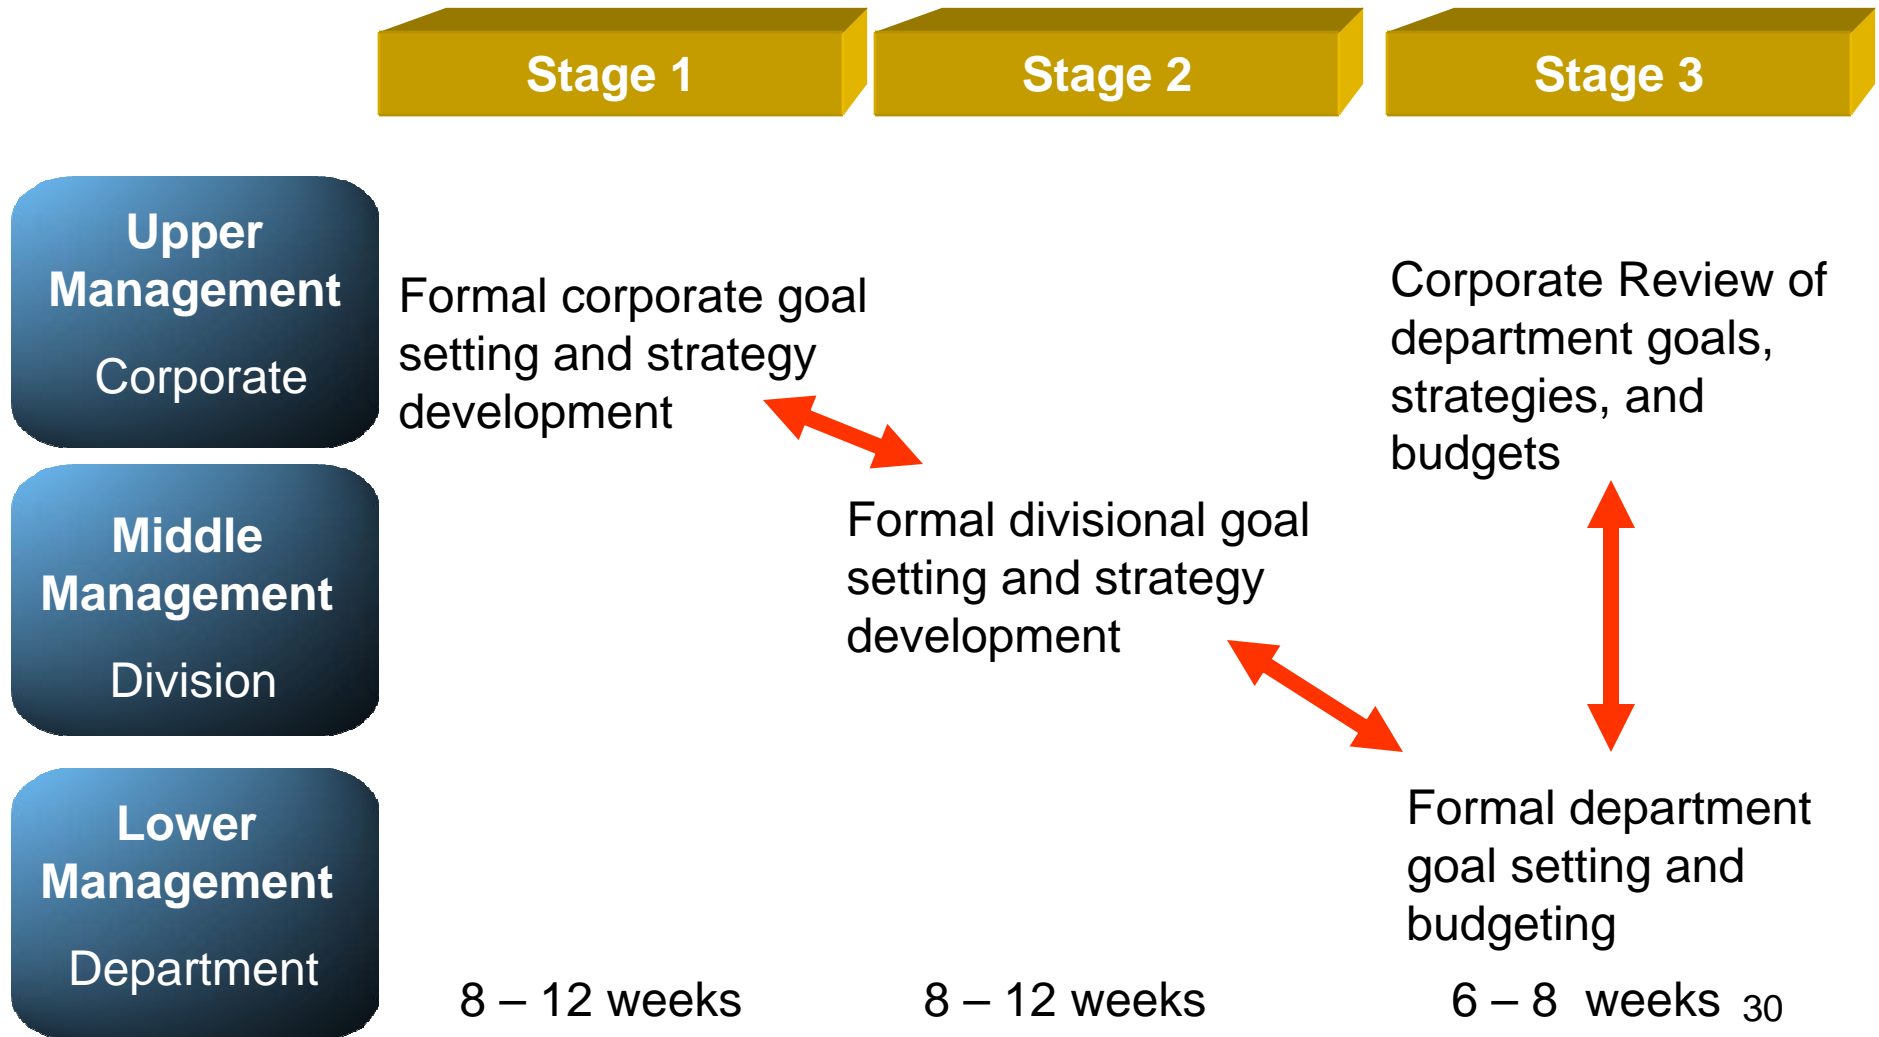 Stage 1
Stage 2
Stage 3
Upper
Management
Corporate
Formal corporate goal
setting and strategy
development
Corporate Review of
department goals,
strategies, and
budgets
Middle
Management
Division
Formal divisional goal
setting and strategy
development
Lower
Management
Department
Formal department
goal setting and
budgeting
8 – 12 weeks
8 – 12 weeks
6 – 8  weeks
30